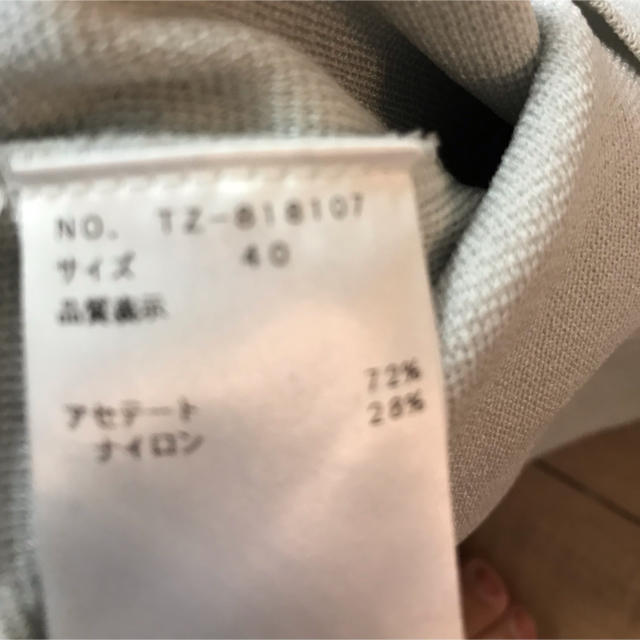 NO. TZ-818107
サイズ 40
品質表示
アセテート 72%
ナイロン 28%